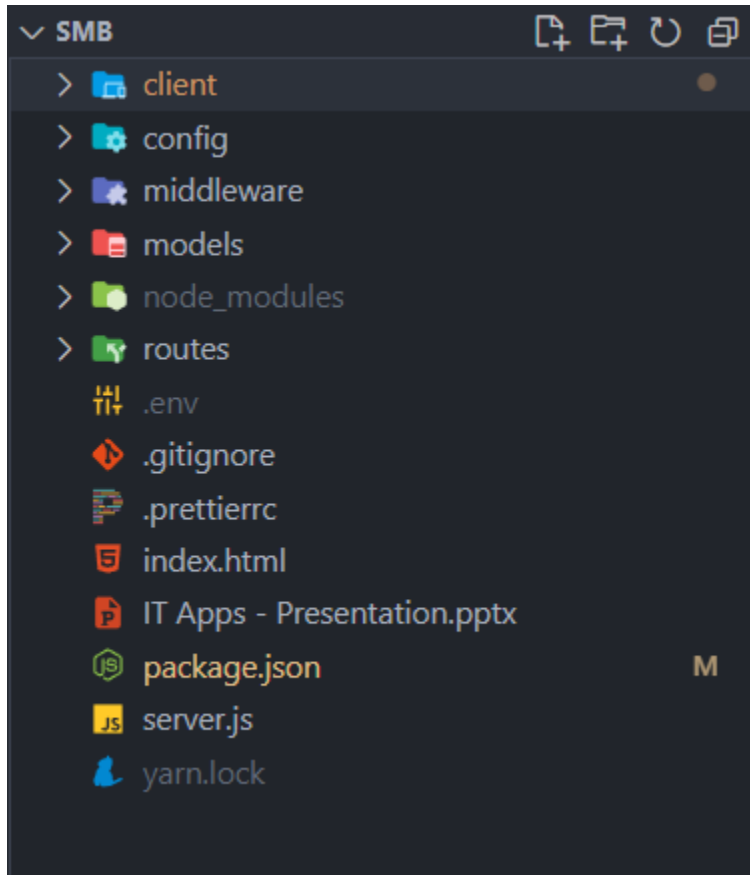 SMB
client
config
middleware
models
node_modules
routes
.env
.gitignore
.prettierrc
index.html
IT Apps - Presentation.pptx
package.json M
server.js
yarn.lock